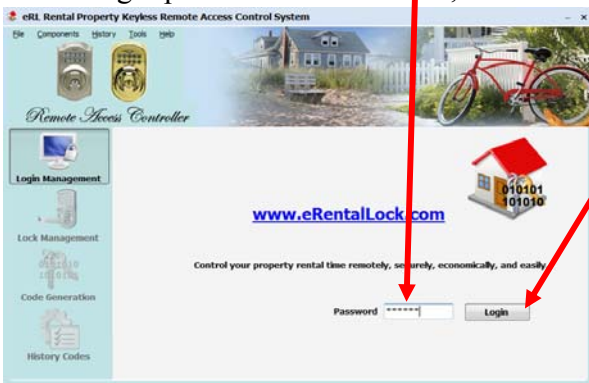 eRL Rental Property Keyless Remote Access Control System
File Components History Tools Help
Remote Access Controller
Login Management
010101
101010
www.eRentalLock.com
Lock Management
Control your property rental time remotely, securely, economically, and easily
Password ****** Login
Code Generation
History Codes